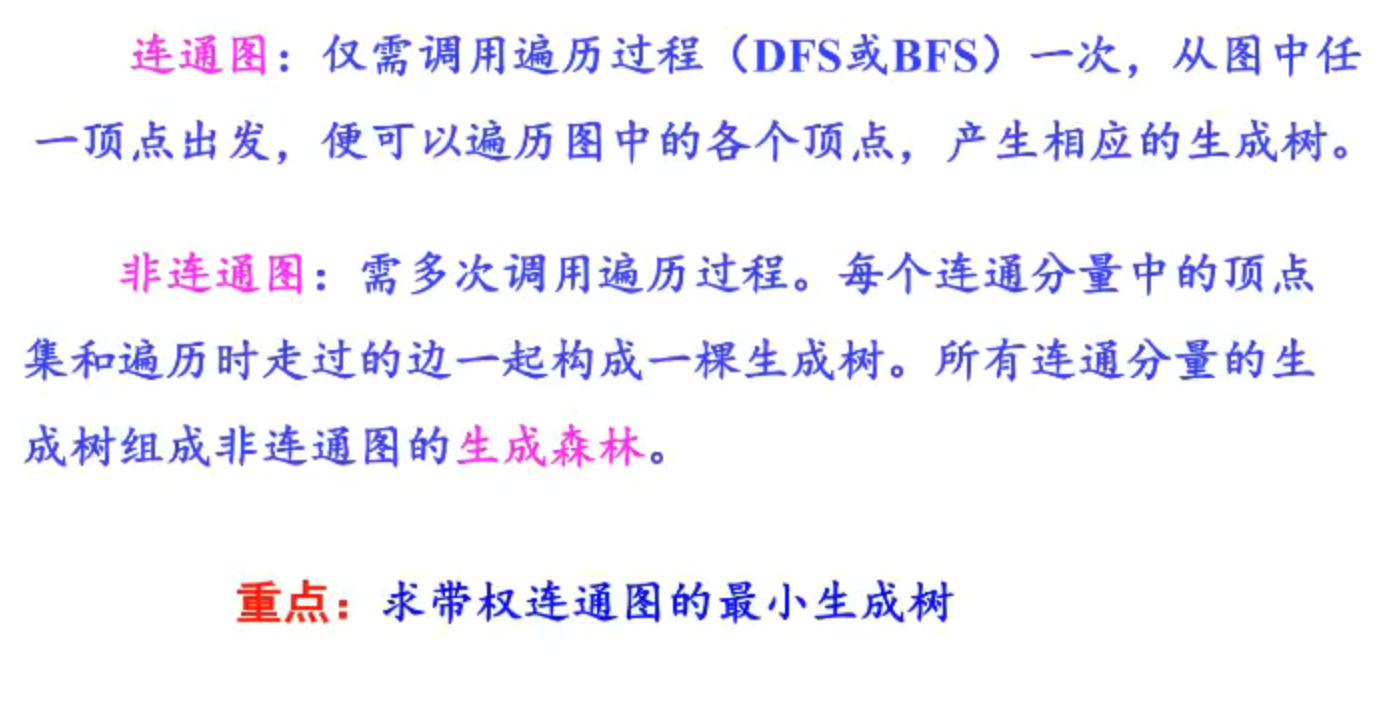 连通图：仅需调用遍历过程（DFS或BFS）一次，从图中任
一顶点出发，便可以遍历图中的各个顶点，产生相应的生成树。
非连通图：需多次调用遍历过程。每个连通分量中的顶点
集和遍历时走过的边一起构成一棵生成树。所有连通分量的生
成树组成非连通图的生成森林。
重点：求带权连通图的最小生成树